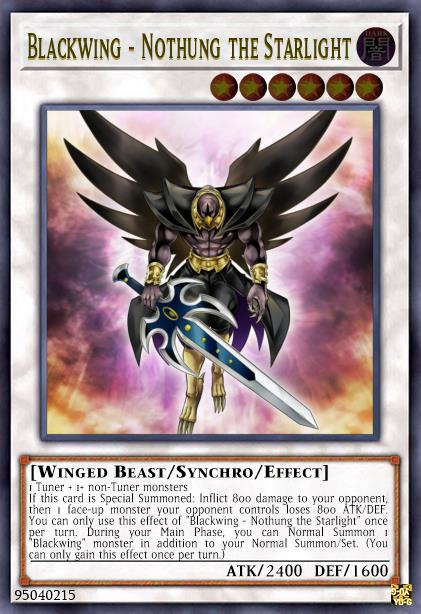 BLACKWING - NOTHUNG THE STARLIGHT
DARK
闇
[WINGED BEAST/SYNCHRO/EFFECT]
1 Tuner + 1+ non-Tuner monsters
If this card is Special Summoned: Inflict 800 damage to your opponent,
then 1 face-up monster your opponent controls loses 800 ATK/DEF.
You can only use this effect of "Blackwing - Nothung the Starlight" once
per turn. During your Main Phase, you can Normal Summon 1
"Blackwing" monster in addition to your Normal Summon/Set. (You
can only gain this effect once per turn.)
ATK/2400 DEF/1600
95040215